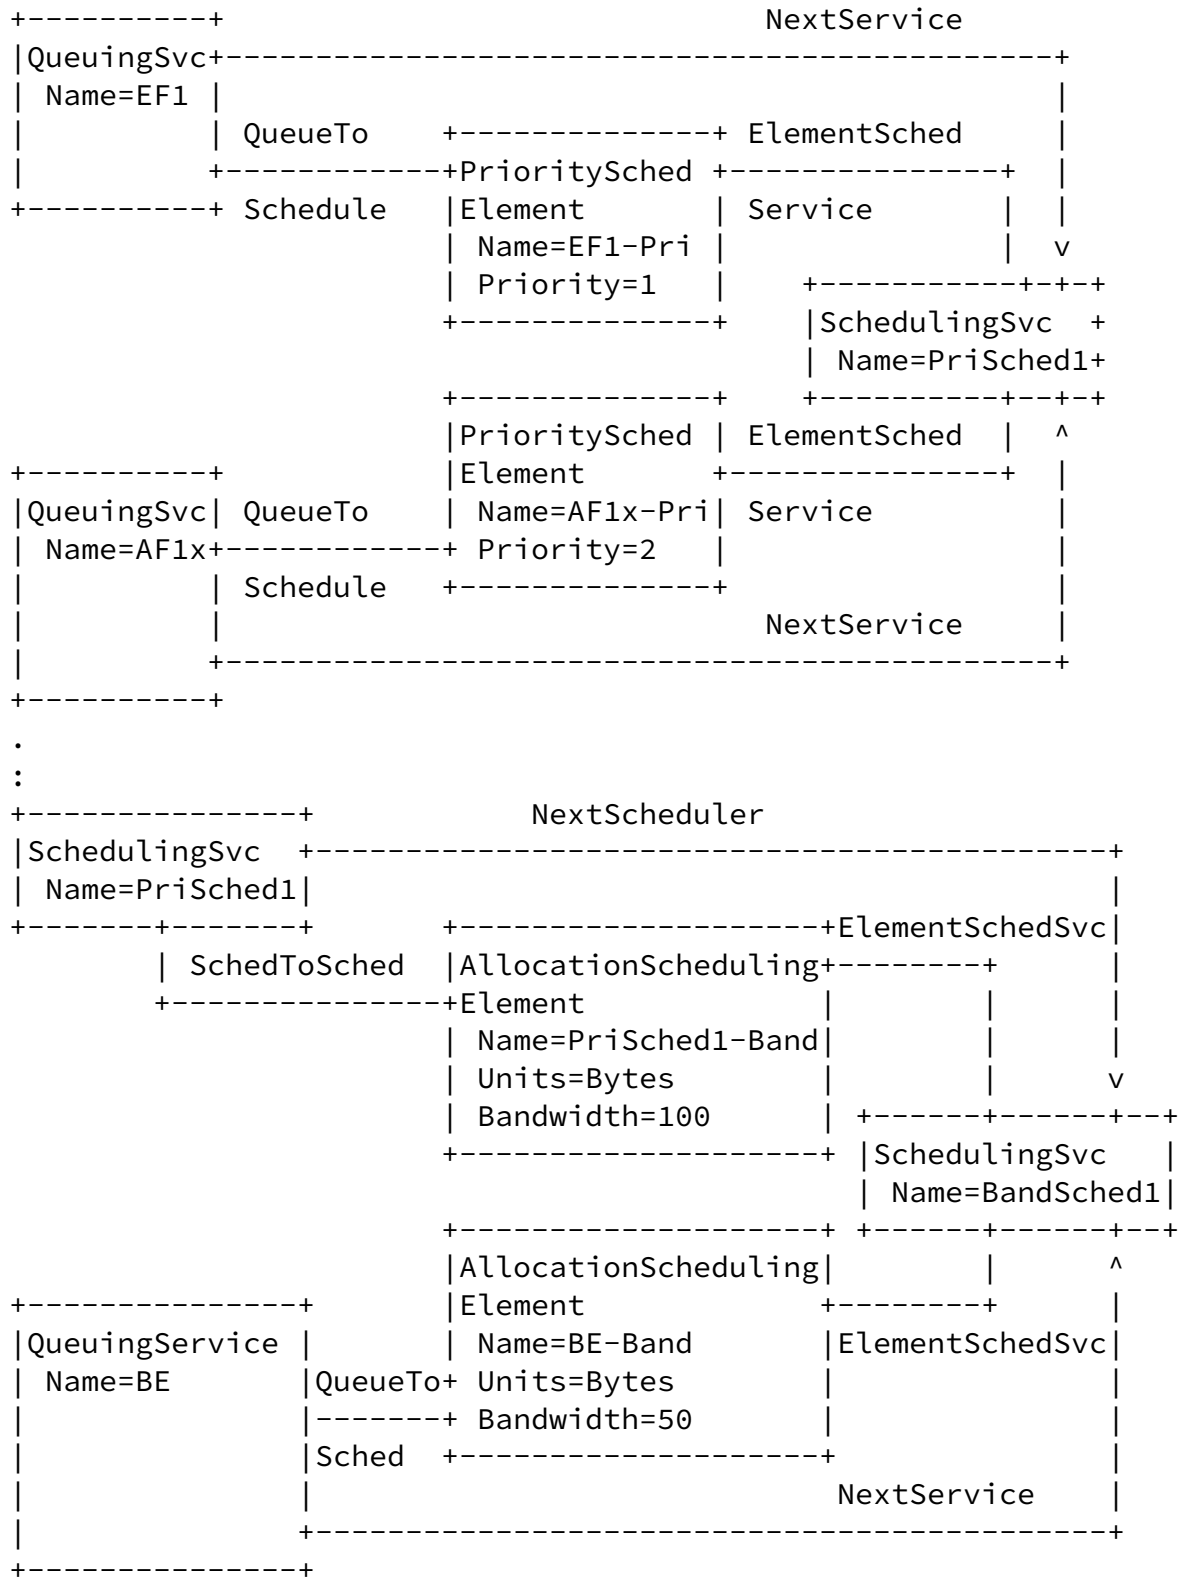 NextService
QueuingSvc
Name=EF1
QueueTo ElementSched
PrioritySched
Schedule Element Service
Name=EF1-Pri
Priority=1
SchedulingSvc
Name=PriSched1
PrioritySched ElementSched
Element
QueuingSvc QueueTo Name=AF1x-Pri Service
Name=AF1x Priority=2
Schedule
NextService
.
:
NextScheduler
SchedulingSvc
Name=PriSched1
ElementSchedSvc
SchedToSched AllocationScheduling
Element
Name=PriSched1-Band
Units=Bytes
Bandwidth=100
SchedulingSvc
Name=BandSched1
AllocationScheduling
Element
QueuingService Name=BE-Band ElementSchedSvc
Name=BE QueueTo Units=Bytes
Bandwidth=50
Sched
NextService